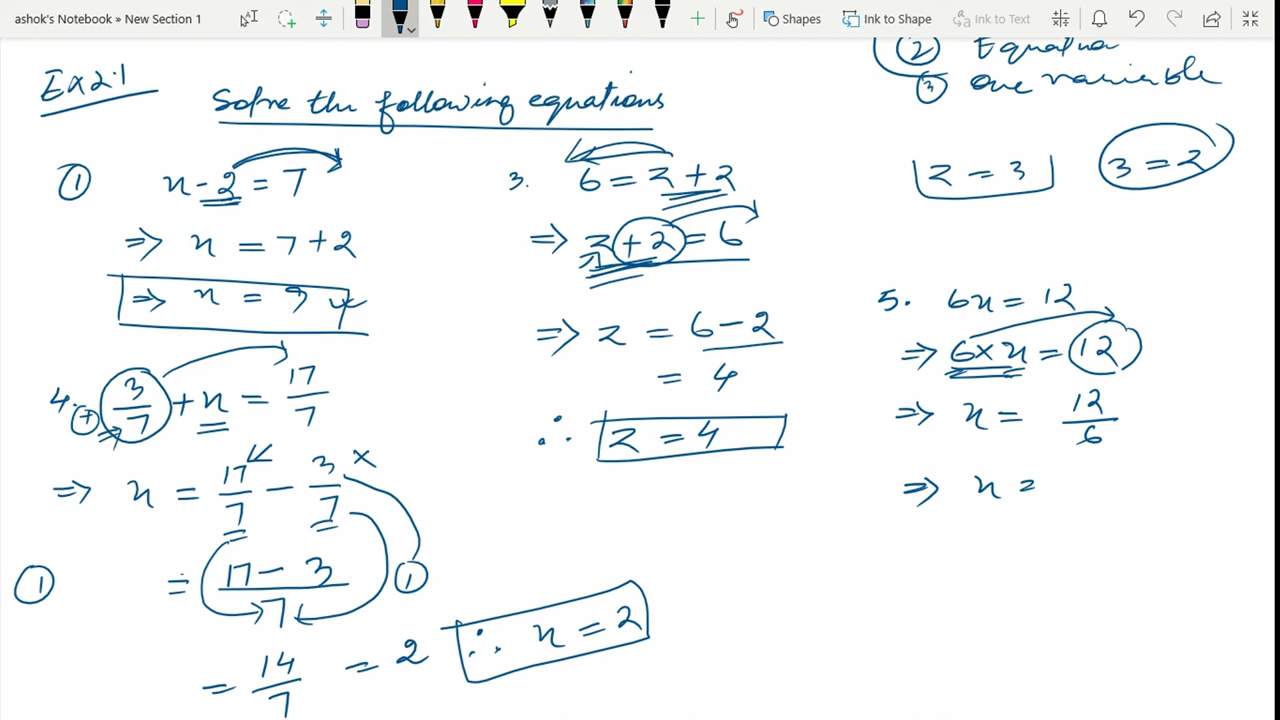 ashok's Notebook » New Section 1
Shapes
Ink to Shape
Ink to Text
② Equation
③ one variable
Ex 2.1
Solve the following equations
① x - 2 = 7
⇒ x = 7 + 2
⇒ x = 9
3. 6 = z + 2
⇒ z + 2 = 6
⇒ z = 6 - 2
= 4
∴ z = 4
z = 3
3 = z
4. + 3/7 + x = 17/7
⇒ x = 17/7 - 3/7
① = 17 - 3 / 7 ①
= 14/7 = 2 ∴ x = 2
5. 6x = 12
⇒ 6 × x = 12
⇒ x = 12/6
⇒ x =